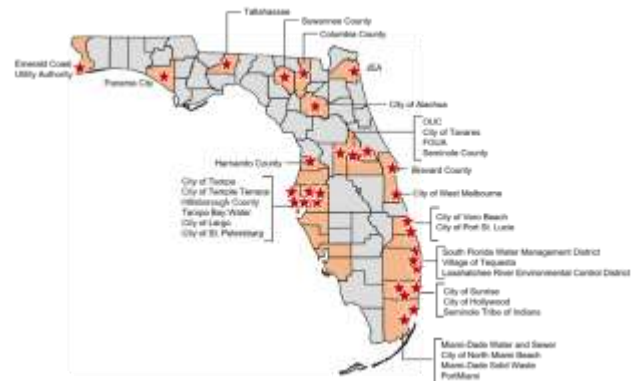 Tallahassee
Suwannee County
Columbia County
Emerald Coast
Utility Authority
Panama City
JEA
City of Alachua
OUC
City of Tavares
FGUA
Seminole County
Hernando County
Brevard County
City of Tampa
City of Temple Terrace
Hillsborough County
Tampa Bay Water
City of Largo
City of St. Petersburg
City of West Melbourne
City of Vero Beach
City of Port St. Lucie
South Florida Water Management District
Village of Tequesta
Loxahatchee River Environmental Control District
City of Sunrise
City of Hollywood
Seminole Tribe of Indians
Miami-Dade Water and Sewer
City of North Miami Beach
Miami-Dade Solid Waste
PortMiami